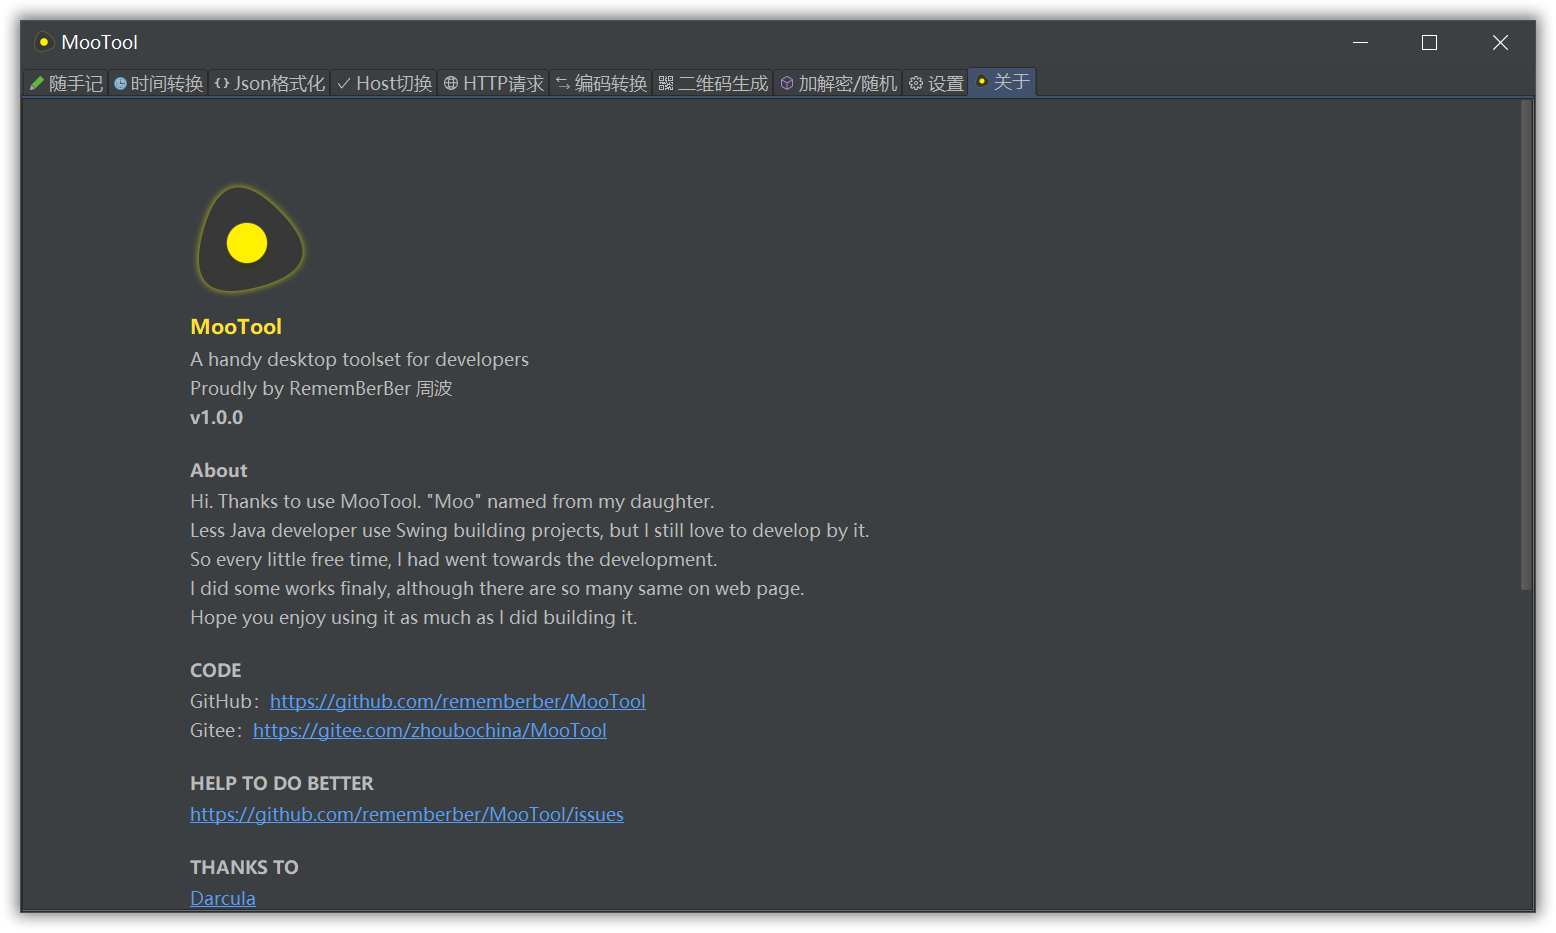 MooTool
随手记 时间转换 Json格式化 Host切换 HTTP请求 编码转换 二维码生成 加解密/随机 设置 关于
MooTool
A handy desktop toolset for developers
Proudly by RememBerBer 周波
v1.0.0
About
Hi. Thanks to use MooTool. "Moo" named from my daughter.
Less Java developer use Swing building projects, but I still love to develop by it.
So every little free time, I had went towards the development.
I did some works finaly, although there are so many same on web page.
Hope you enjoy using it as much as I did building it.
CODE
GitHub：https://github.com/rememberber/MooTool
Gitee：https://gitee.com/zhoubochina/MooTool
HELP TO DO BETTER
https://github.com/rememberber/MooTool/issues
THANKS TO
Darcula